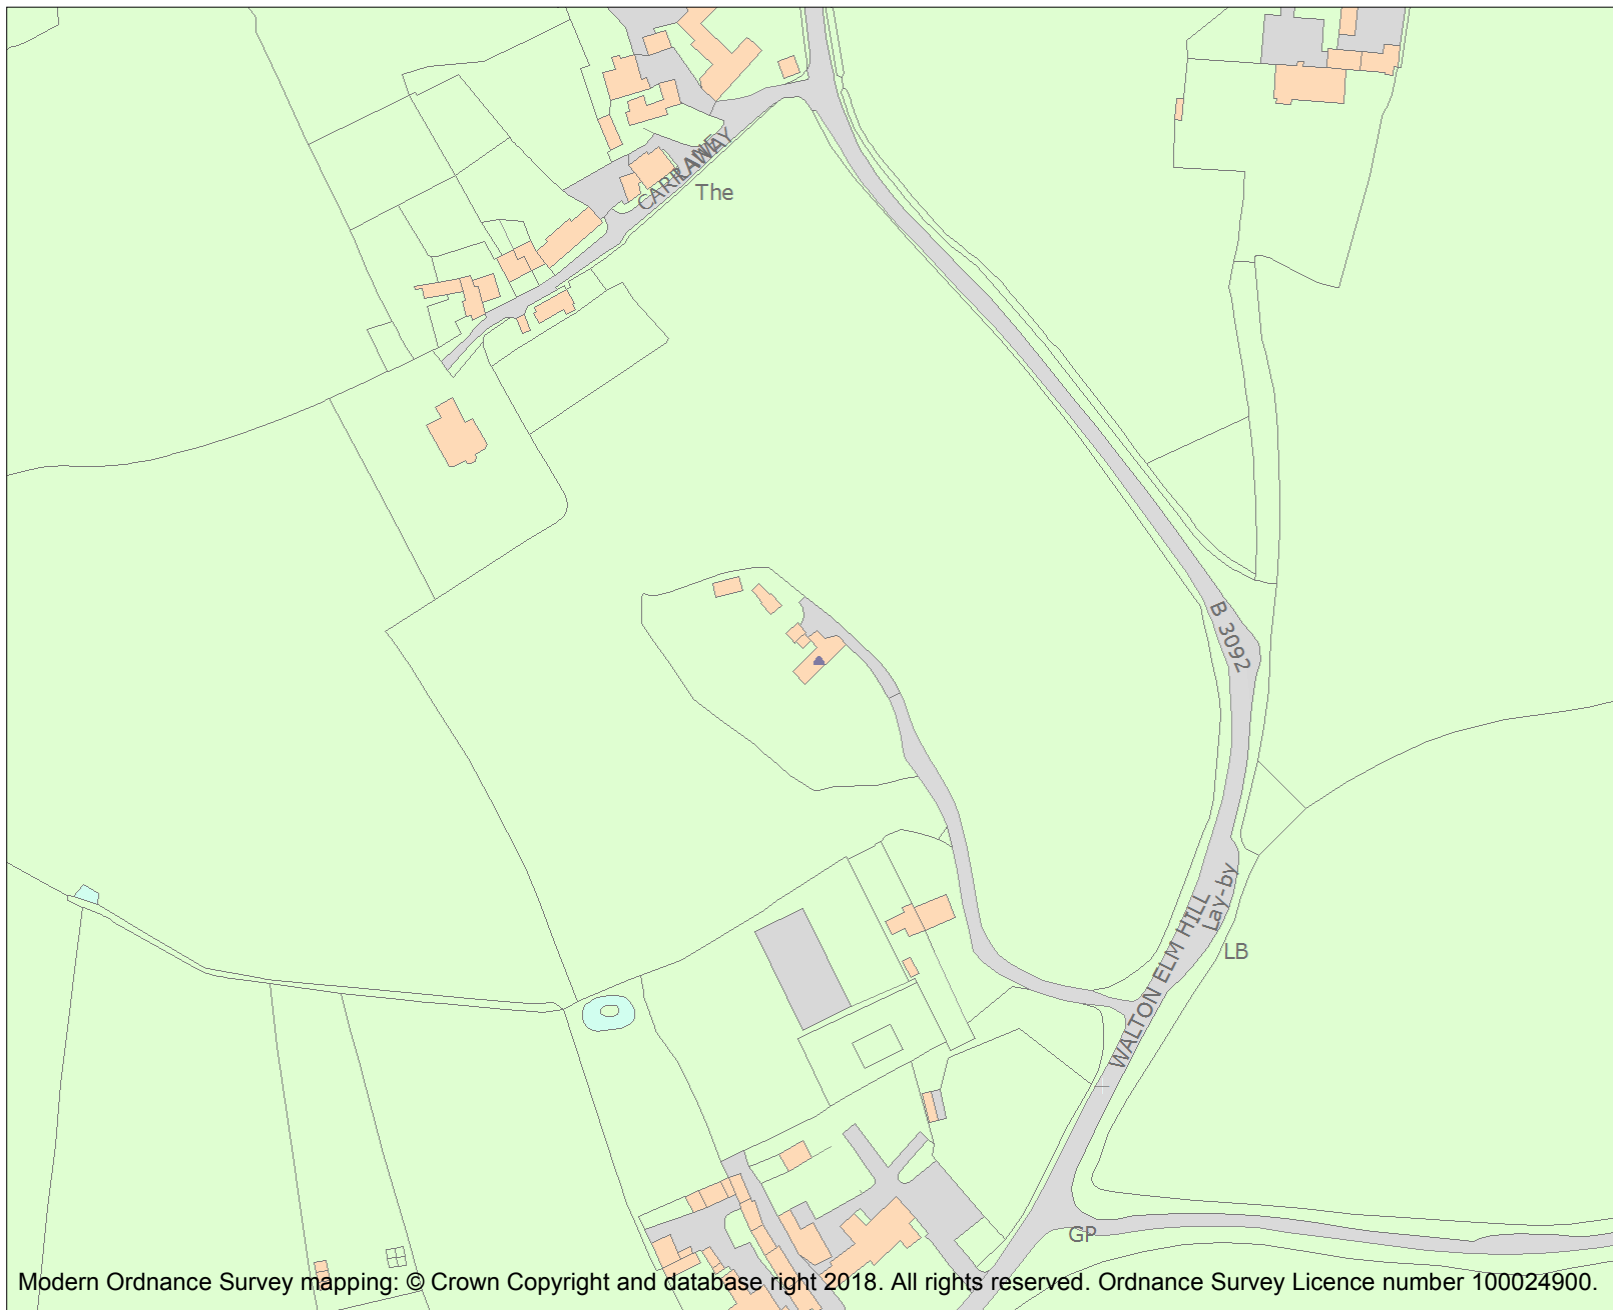 CARRAWAY
LANE
The
B 3092
Lay-by
WALTON ELM HILL
LB
GP
Modern Ordnance Survey mapping: © Crown Copyright and database right 2018. All rights reserved. Ordnance Survey Licence number 100024900.